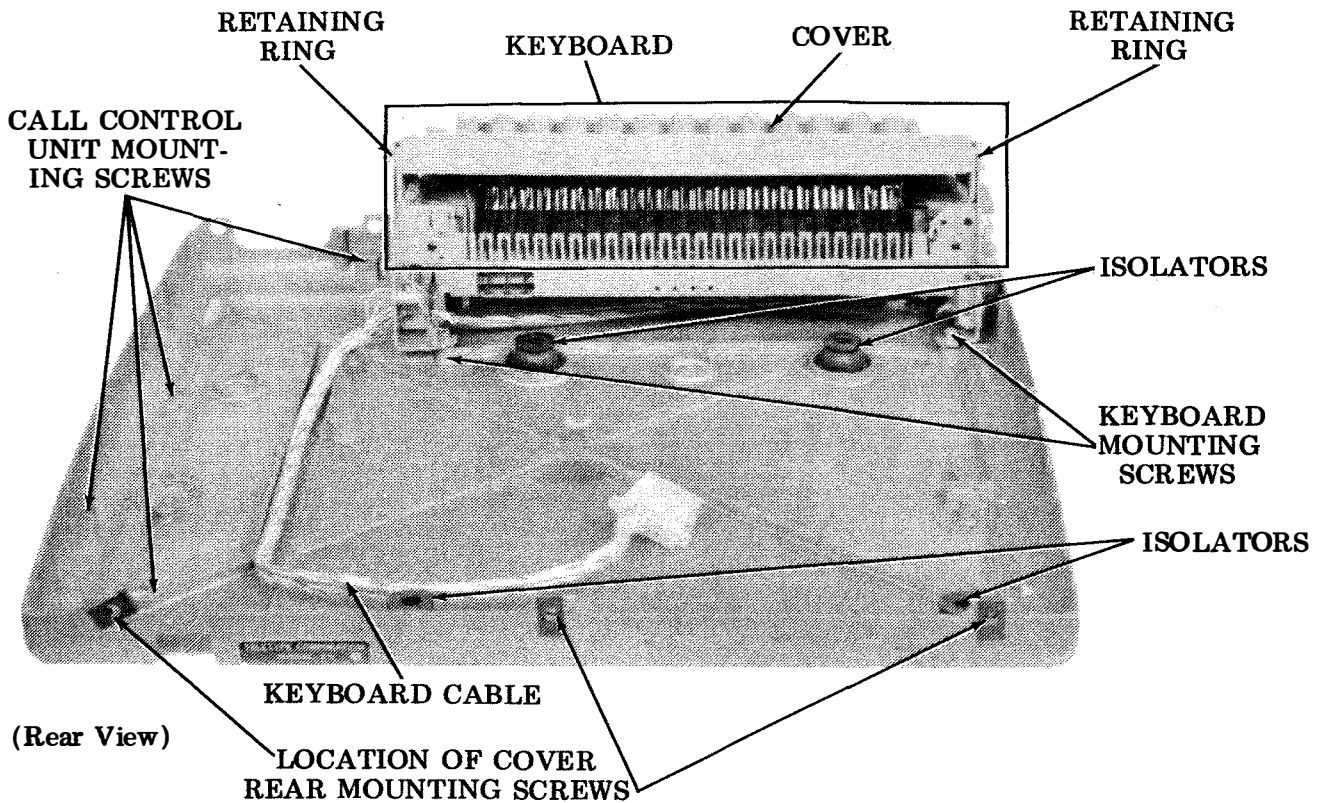 RETAINING
RING
KEYBOARD
COVER
RETAINING
RING
CALL CONTROL
UNIT MOUNT-
ING SCREWS
ISOLATORS
KEYBOARD
MOUNTING
SCREWS
ISOLATORS
KEYBOARD CABLE
(Rear View)
LOCATION OF COVER
REAR MOUNTING SCREWS